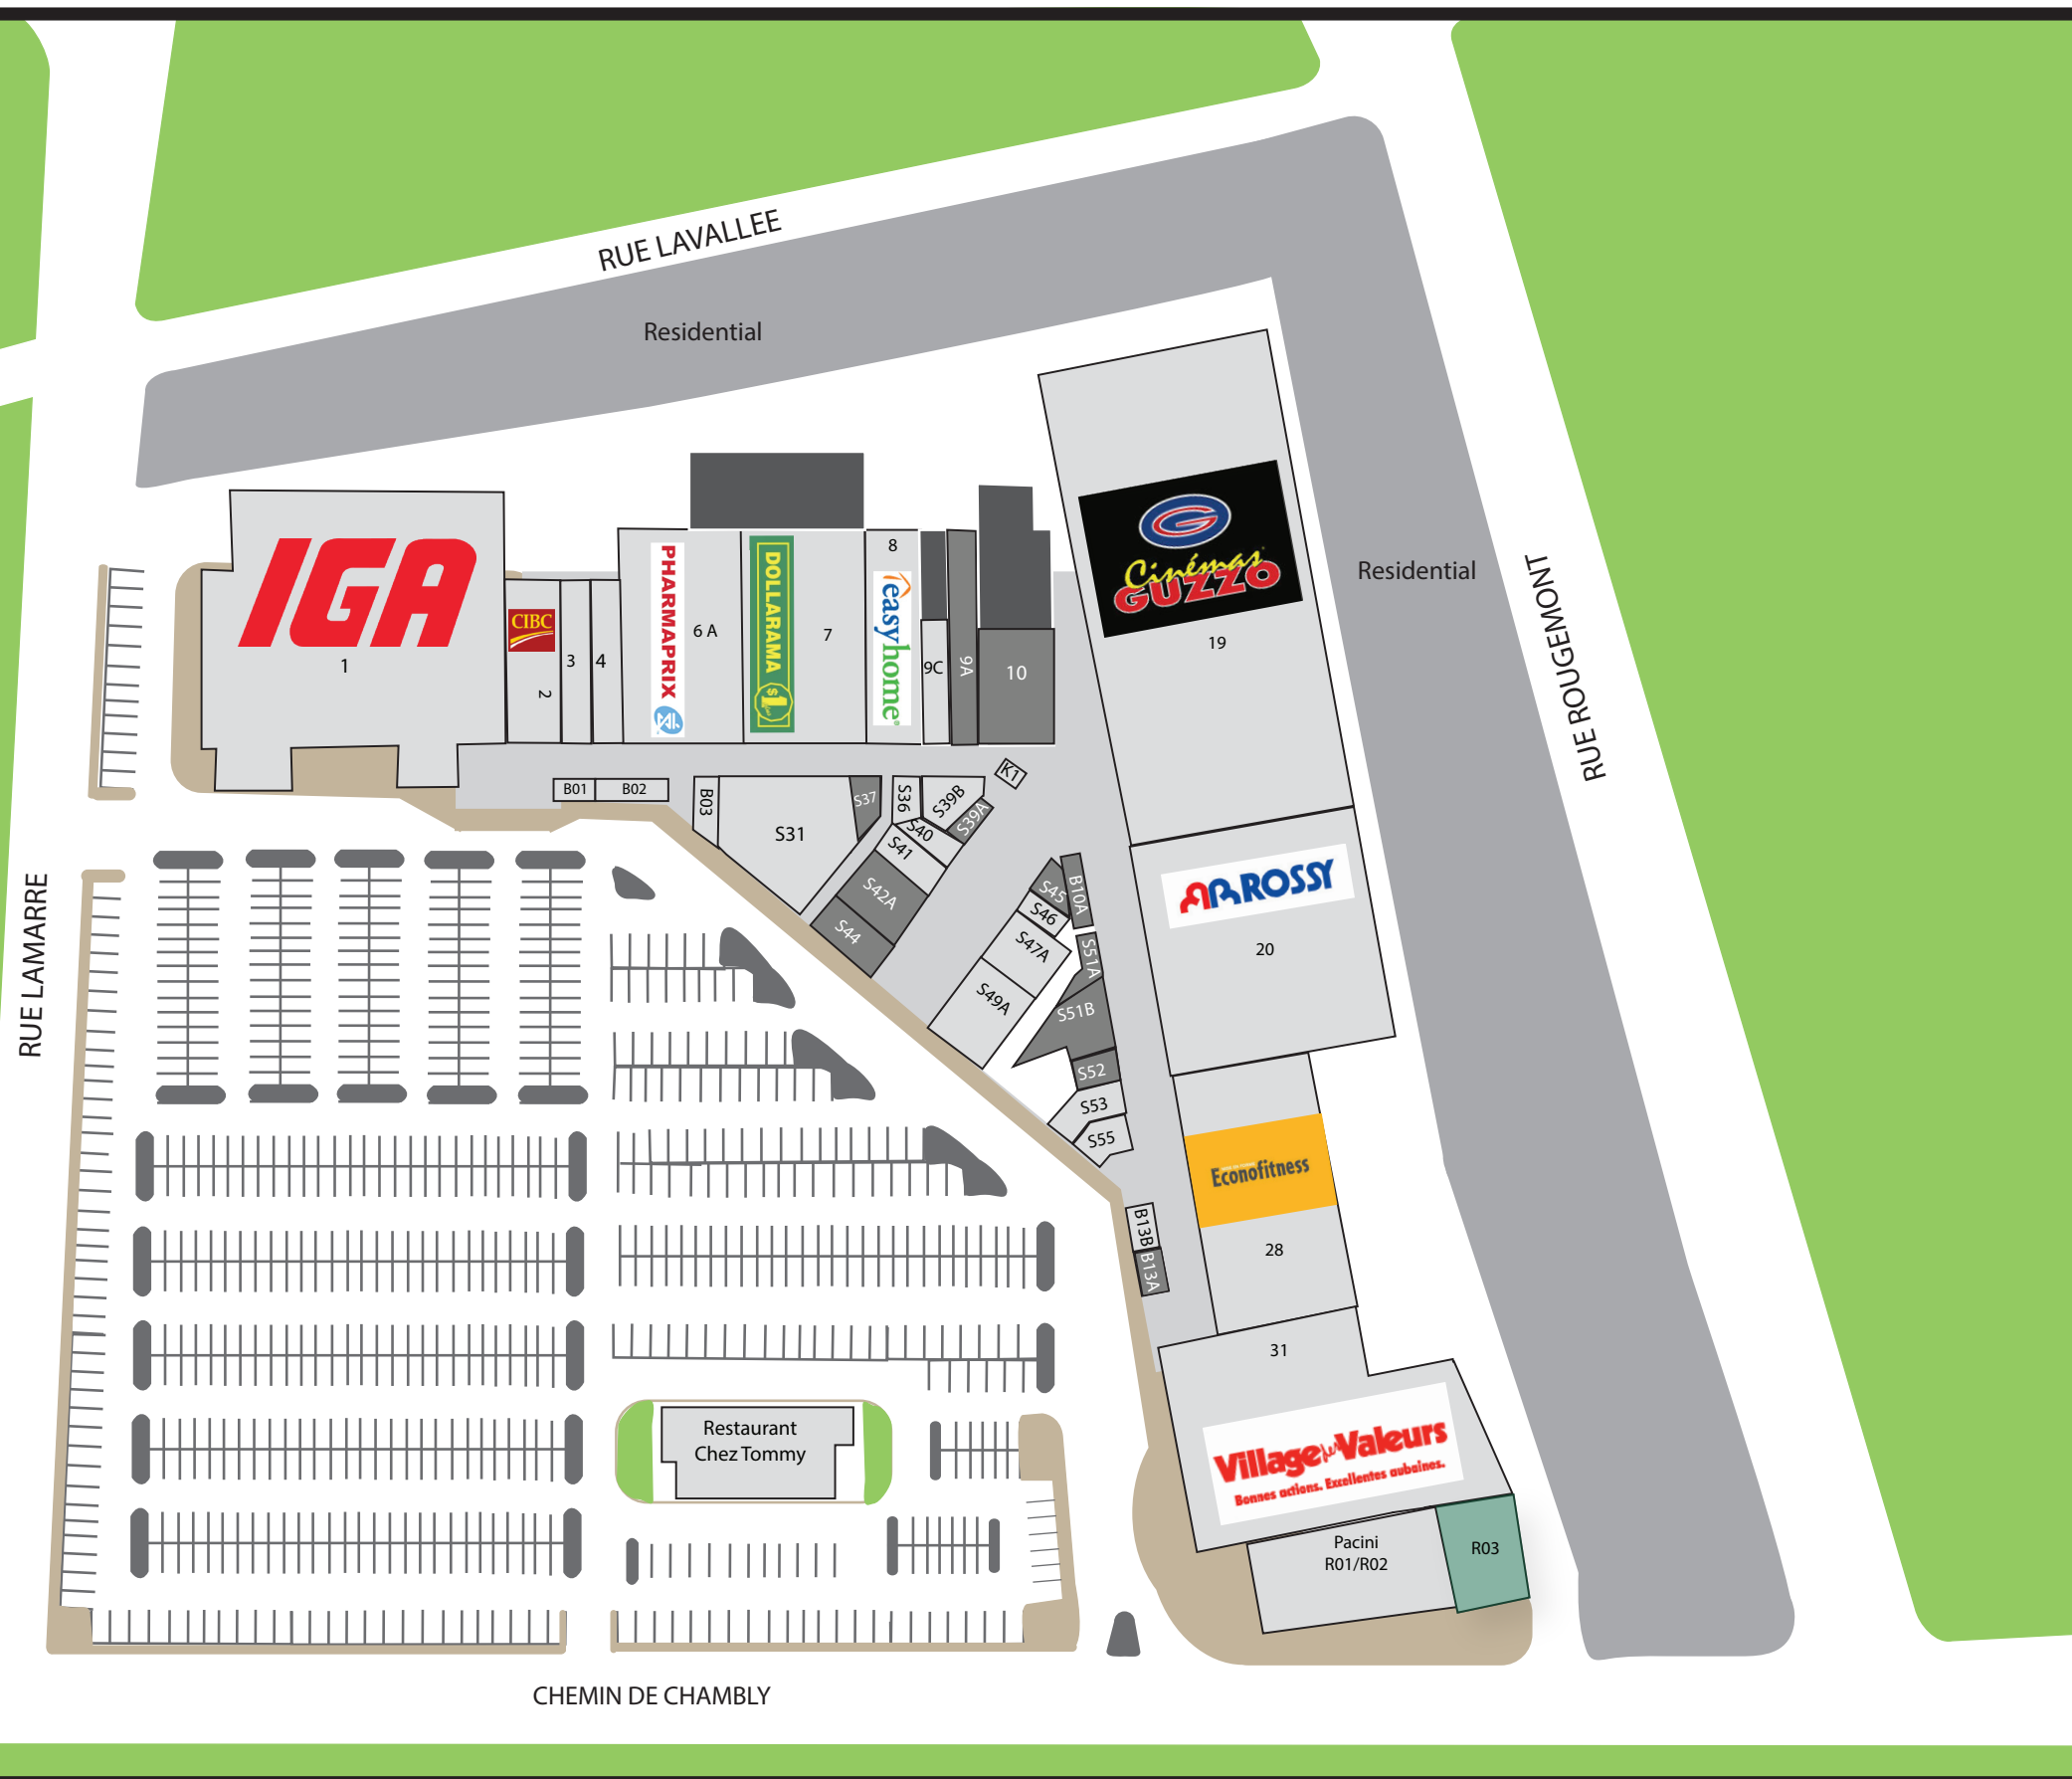 RUE LAVALLEE
Residential
Residential
RUE ROUGEMONT
RUE LAMARRE
IGA
1
CIBC
2
3
4
PHARMAPRIX
6 A
DOLLARAMA
$1
7
8
easyhome
9C
9A
10
Cinémas
GUZZO
19
B01
B02
B03
S31
S37
S36
S39B
S39A
K1
S40
S41
S42A
S44
S45
B10A
S46
S47A
S51A
S49A
S51B
S52
S53
S55
ROSSY
20
Econofitness
28
B13B
B13A
31
Village des Valeurs
Bonnes actions. Excellentes aubaines.
Restaurant
Chez Tommy
Pacini
R01/R02
R03
CHEMIN DE CHAMBLY